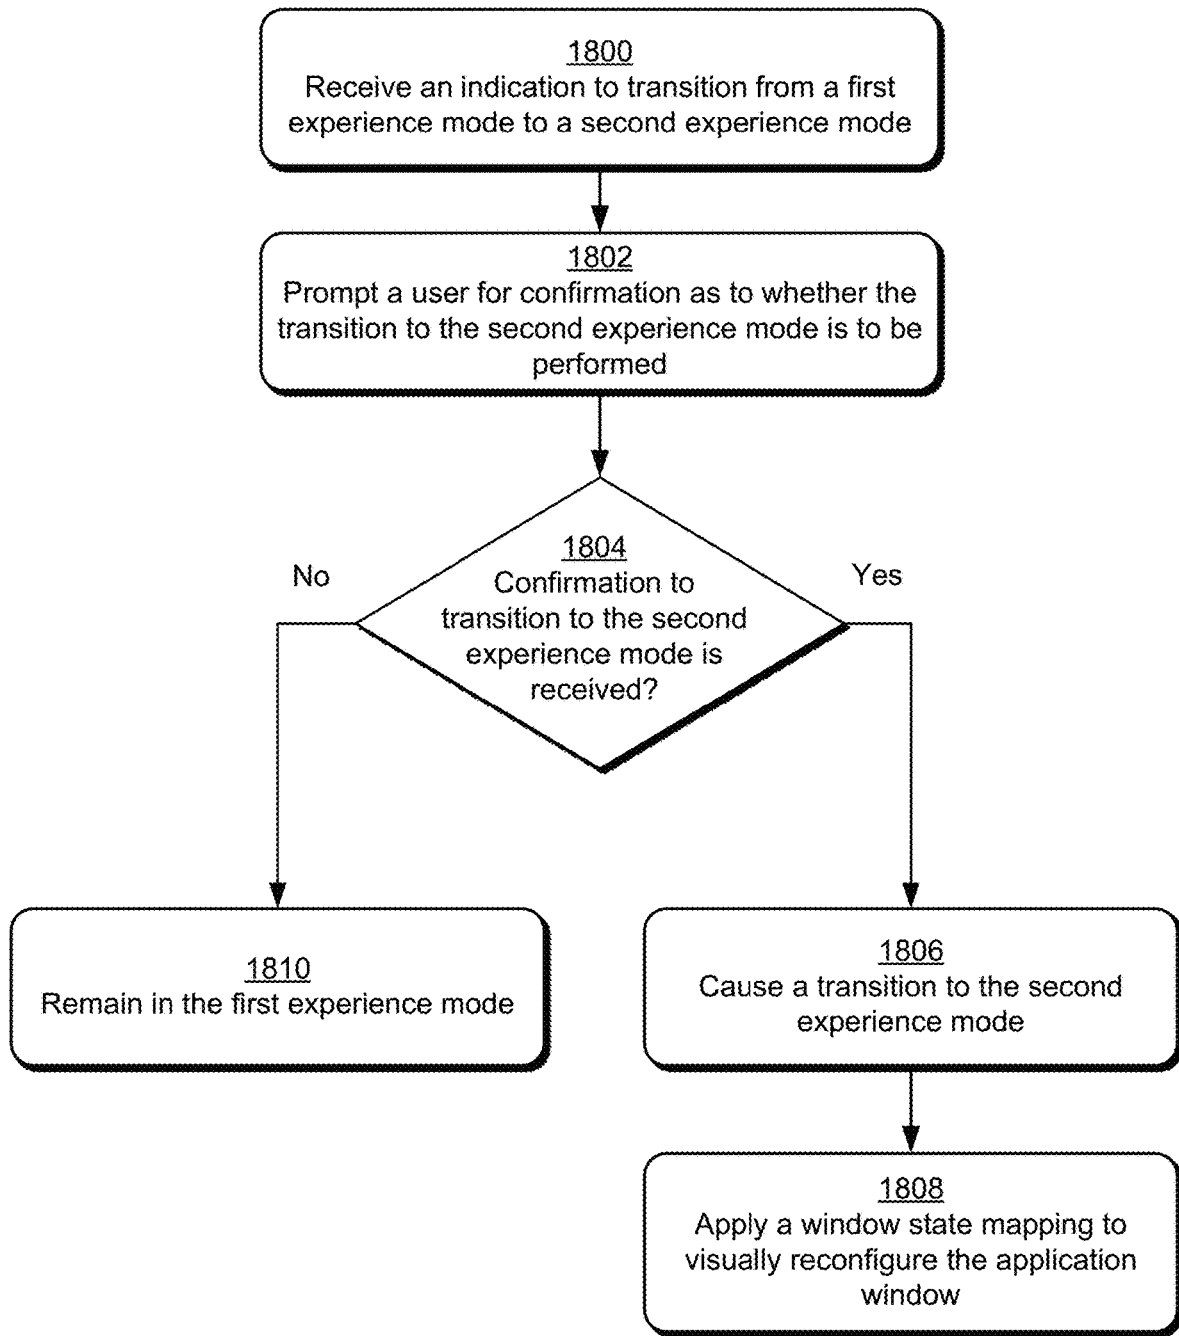 1800
Receive an indication to transition from a first
experience mode to a second experience mode
1802
Prompt a user for confirmation as to whether the
transition to the second experience mode is to be
performed
1804
Confirmation to
transition to the second
experience mode is
received?
No
Yes
1810
Remain in the first experience mode
1806
Cause a transition to the second
experience mode
1808
Apply a window state mapping to
visually reconfigure the application
window